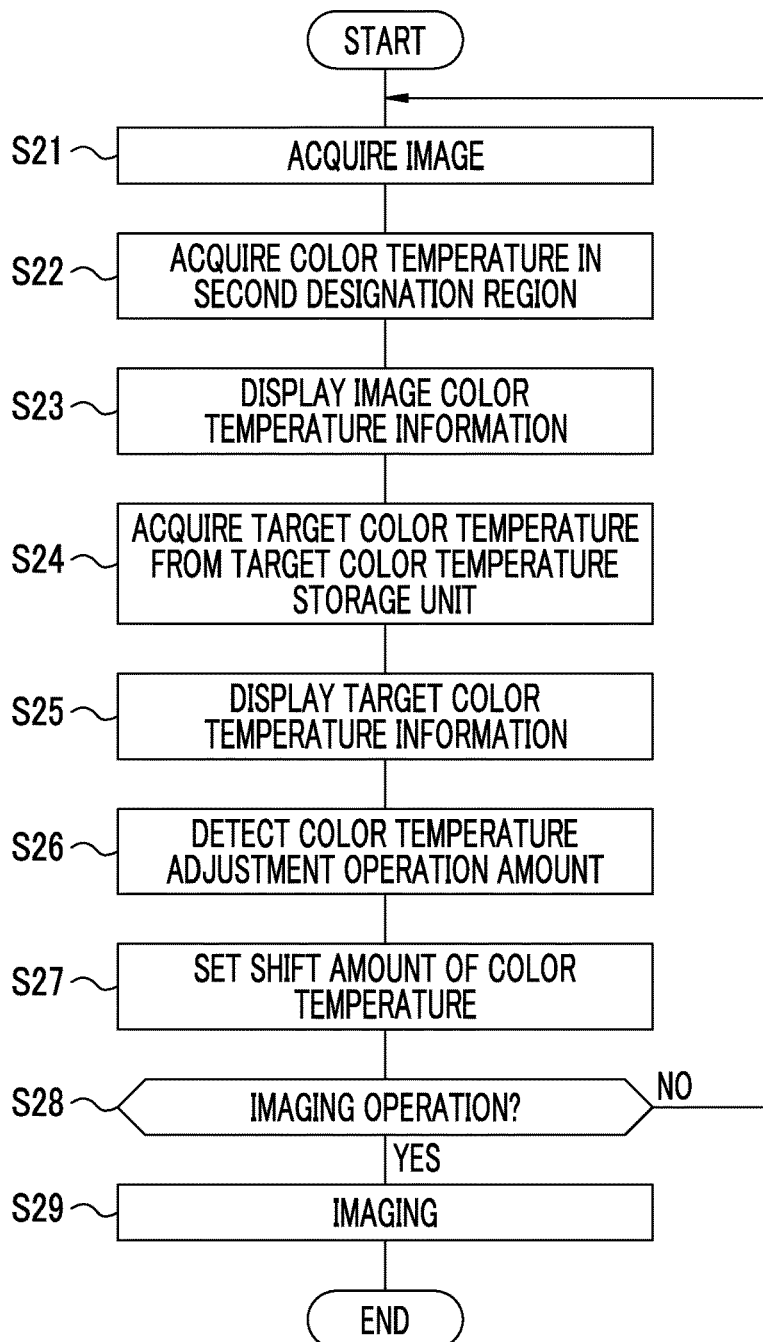 START
S21
ACQUIRE IMAGE
S22
ACQUIRE COLOR TEMPERATURE IN
SECOND DESIGNATION REGION
S23
DISPLAY IMAGE COLOR
TEMPERATURE INFORMATION
S24
ACQUIRE TARGET COLOR TEMPERATURE
FROM TARGET COLOR TEMPERATURE
STORAGE UNIT
S25
DISPLAY TARGET COLOR
TEMPERATURE INFORMATION
S26
DETECT COLOR TEMPERATURE
ADJUSTMENT OPERATION AMOUNT
S27
SET SHIFT AMOUNT OF COLOR
TEMPERATURE
S28
IMAGING OPERATION?
NO
YES
S29
IMAGING
END